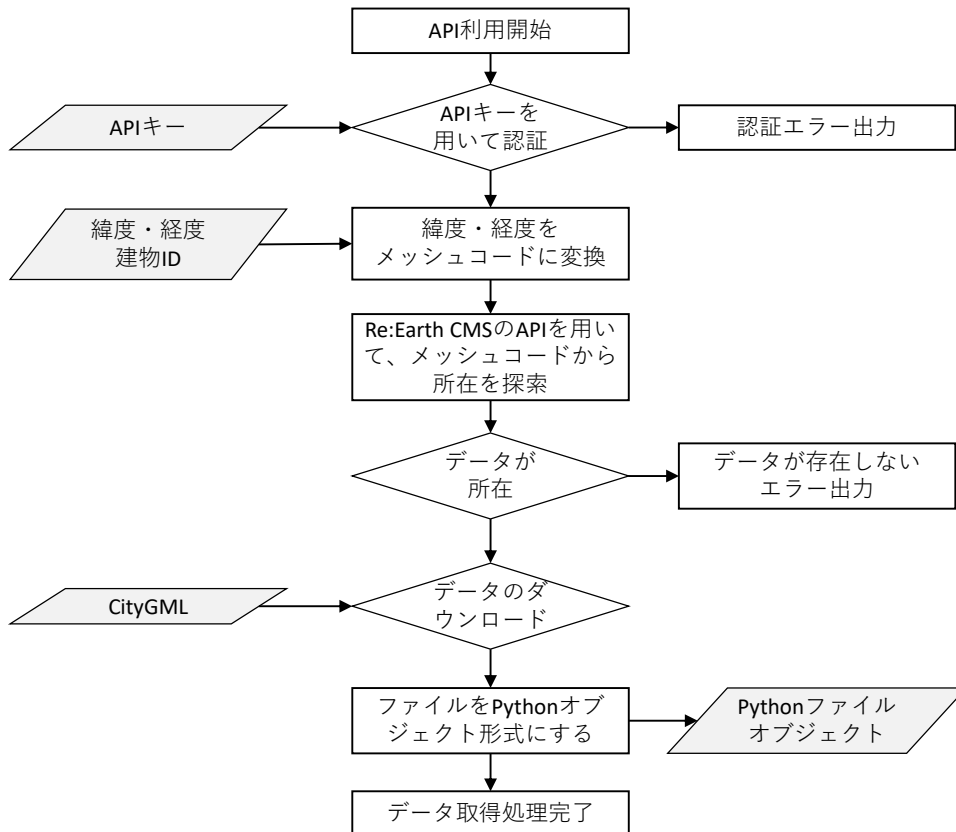 API利用開始
APIキー
APIキーを
用いて認証
認証エラー出力
緯度・経度
建物ID
緯度・経度を
メッシュコードに変換
Re:Earth CMSのAPIを用い
て、メッシュコードから
所在を探索
データが
所在
データが存在しない
エラー出力
CityGML
データのダ
ウンロード
ファイルをPythonオブ
ジェクト形式にする
Pythonファイル
オブジェクト
データ取得処理完了